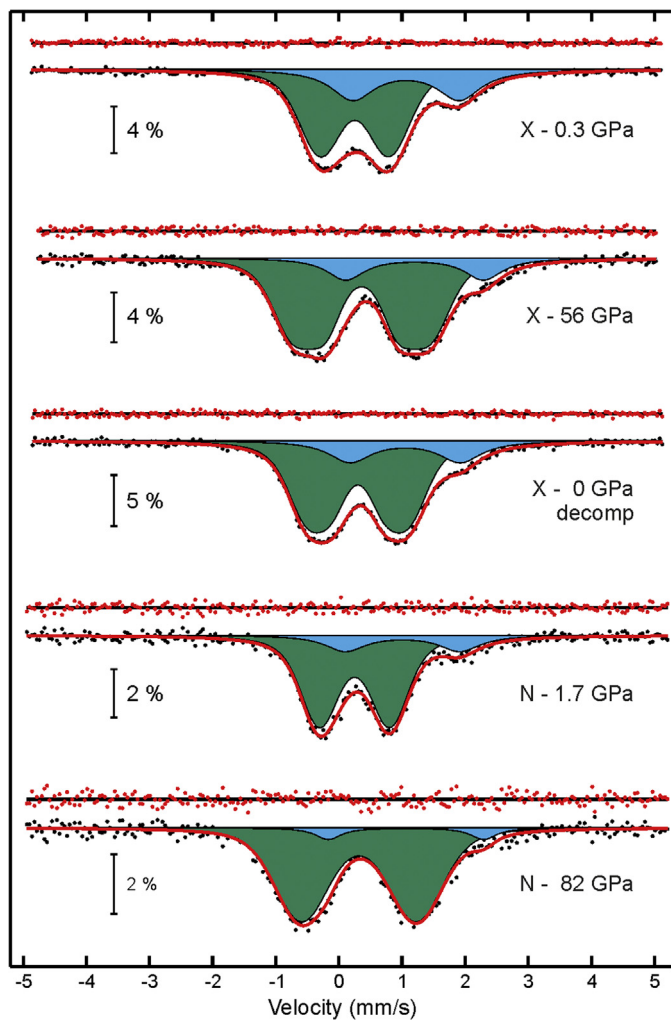 4 %
X - 0.3 GPa
4 %
X - 56 GPa
5 %
X - 0 GPa
decomp
2 %
N - 1.7 GPa
2 %
N - 82 GPa
-5 -4 -3 -2 -1 0 1 2 3 4 5
Velocity (mm/s)